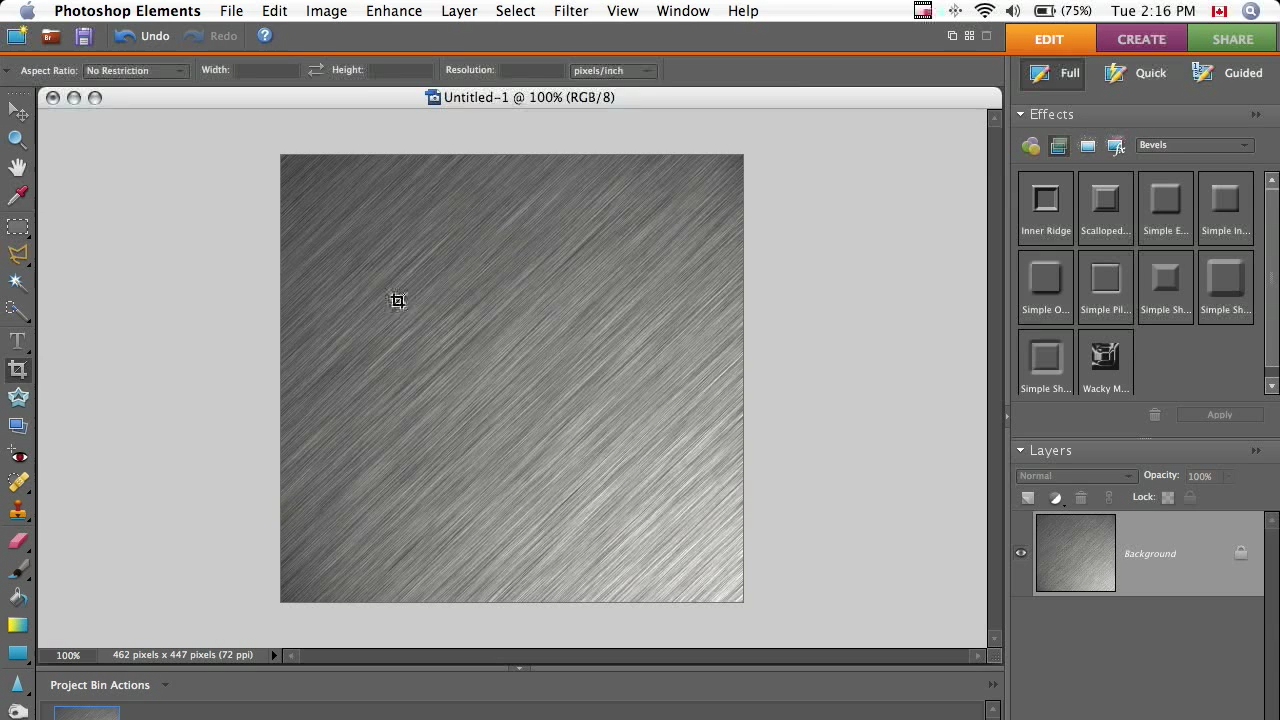 Photoshop Elements File Edit Image Enhance Layer Select Filter View Window Help (75%) Tue 2:16 PM
Br Undo Redo ? EDIT CREATE SHARE
Aspect Ratio: No Restriction Width: Height: Resolution: pixels/inch Full Quick Guided
Untitled-1 @ 100% (RGB/8)
Effects
Bevels
Inner Ridge Scalloped... Simple E... Simple In...
Simple O... Simple Pil... Simple Sh... Simple Sh...
Simple Sh... Wacky M...
Apply
Layers
Normal Opacity: 100%
Lock:
Background
100% 462 pixels x 447 pixels (72 ppi)
Project Bin Actions